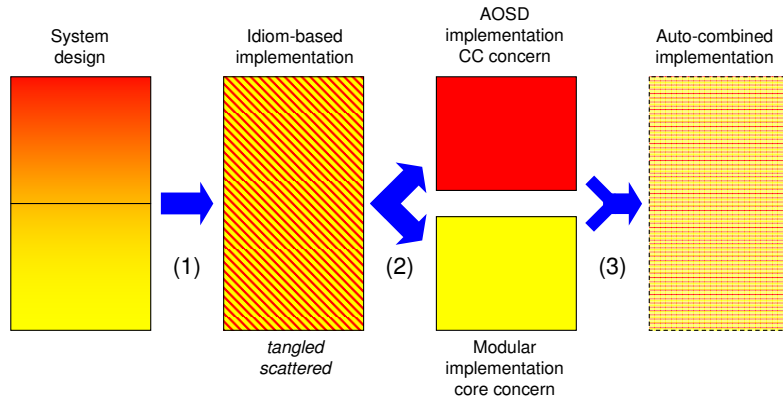 System
design
Idiom-based
implementation
AOSD
implementation
CC concern
Auto-combined
implementation
(1)
(2)
(3)
tangled
scattered
Modular
implementation
core concern